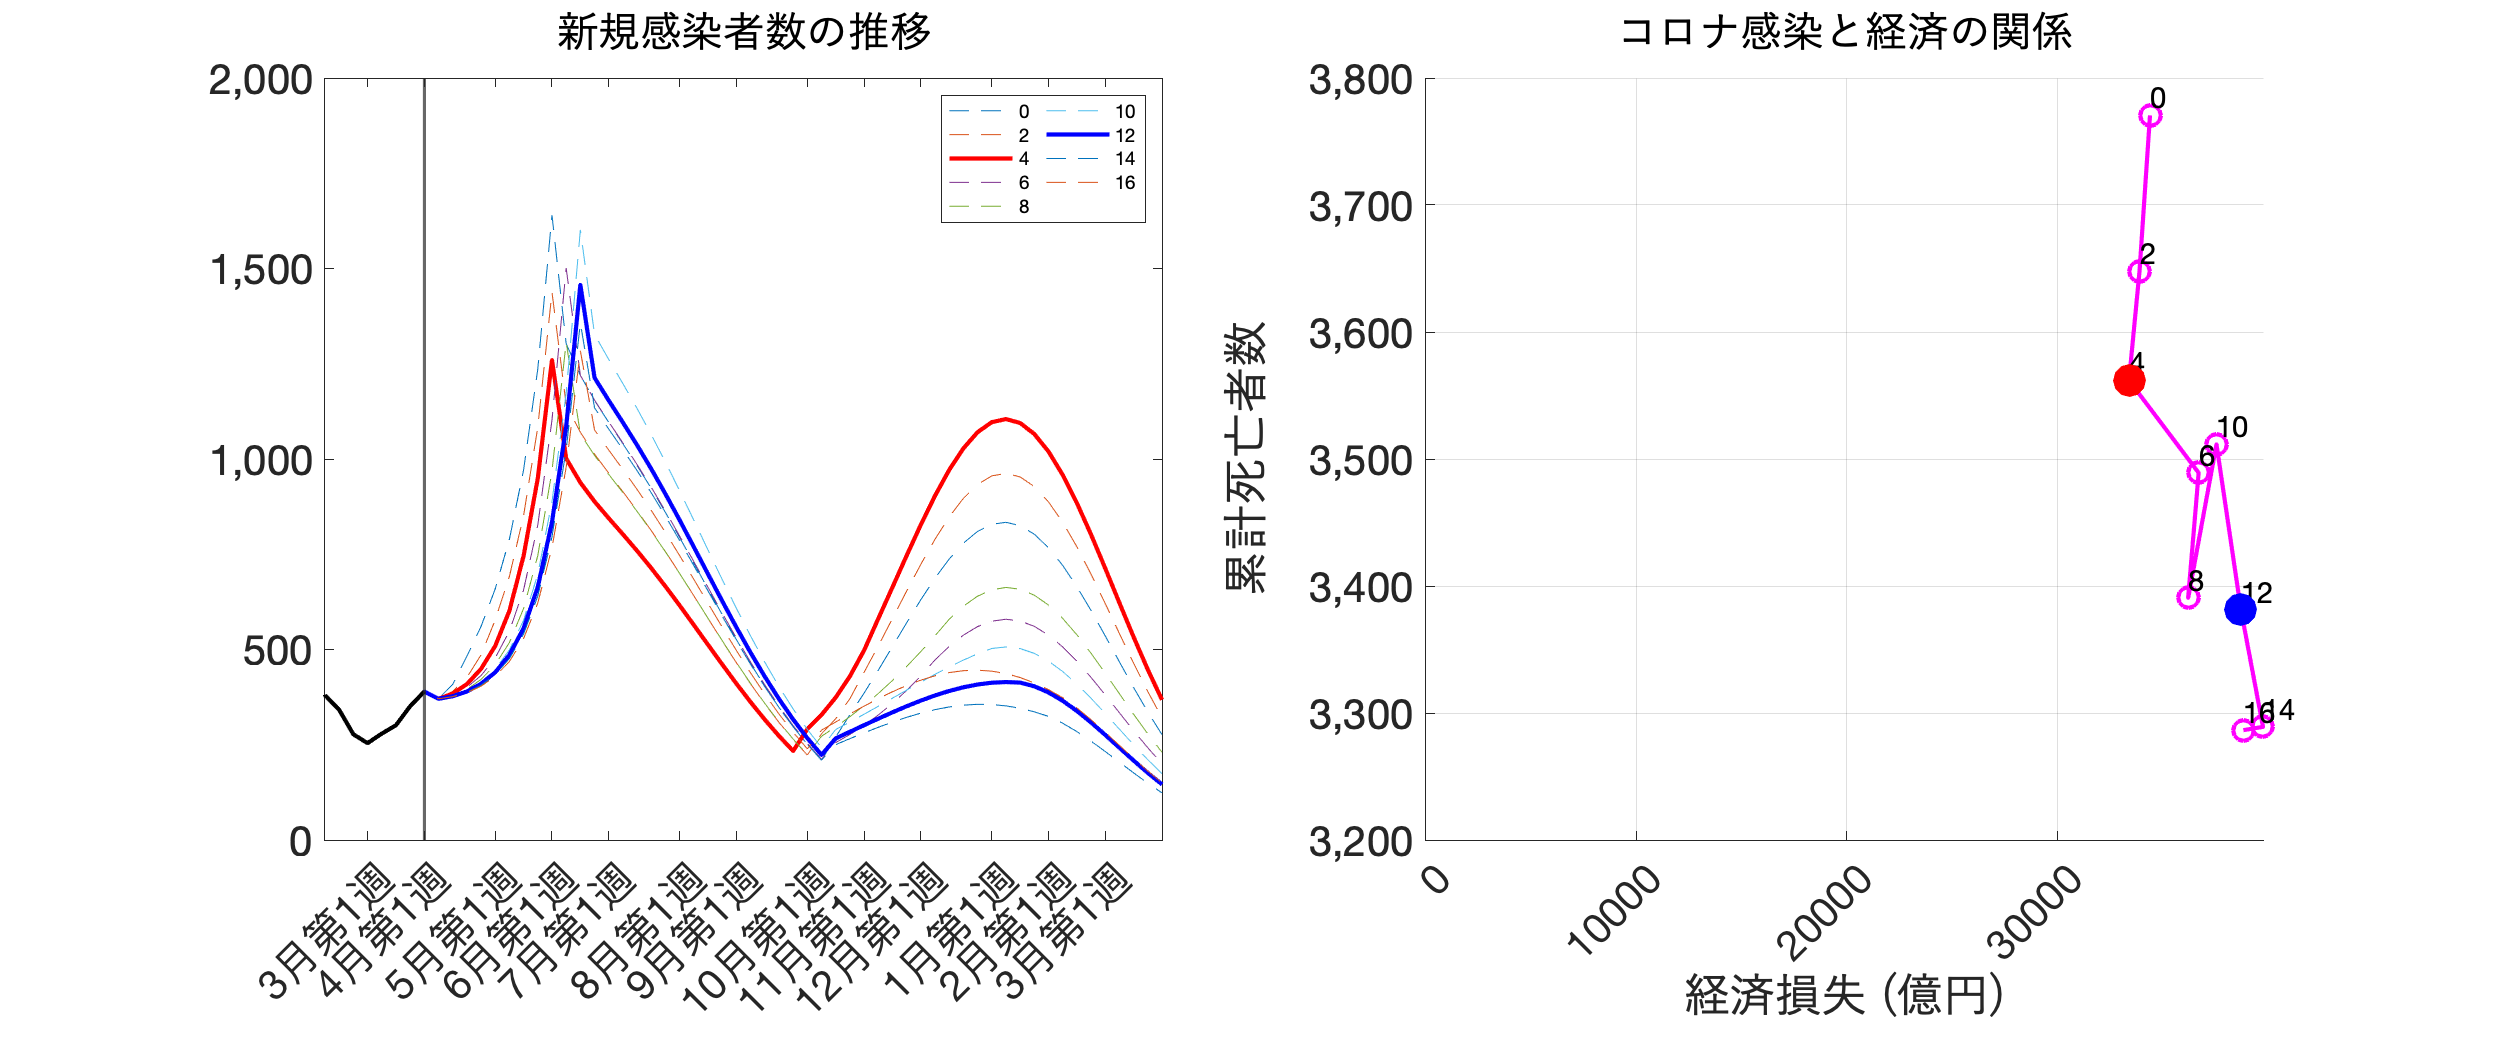 新規感染者数の推移
2,000
1,500
1,000
500
0
0
2
4
6
8
10
12
14
16
3月第1週
4月第1週
5月第1週
6月第1週
7月第1週
8月第1週
9月第1週
10月第1週
11月第1週
12月第1週
1月第1週
2月第1週
3月第1週
コロナ感染と経済の関係
累計死亡者数
3,800
3,700
3,600
3,500
3,400
3,300
3,200
0
2
4
10
6
8
12
16
14
0
10000
20000
30000
経済損失 (億円)